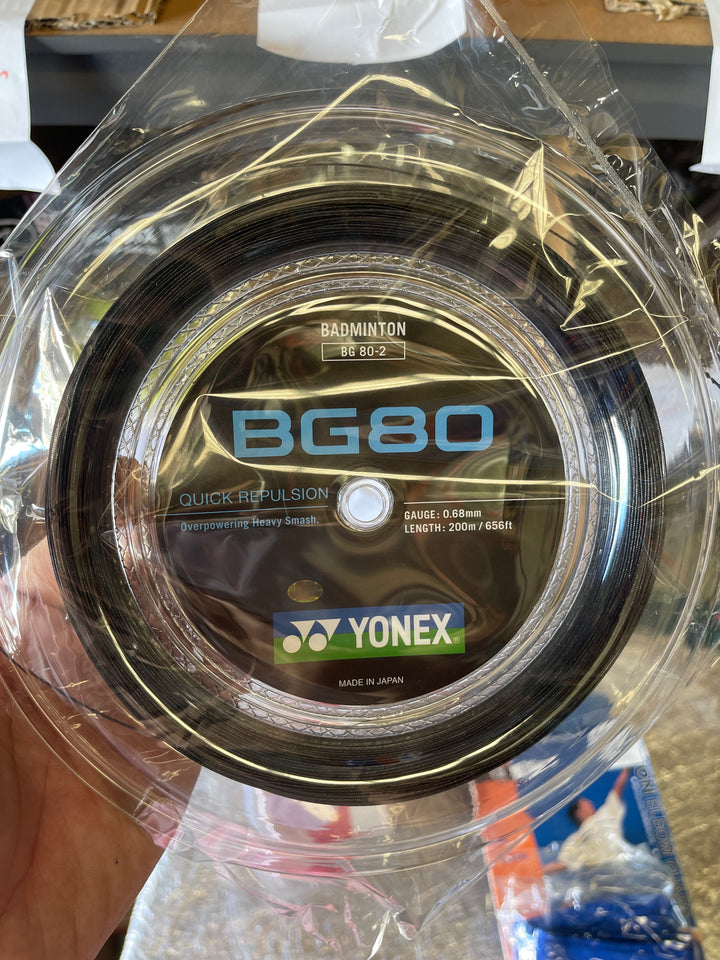 BADMINTON
BG 80-2
BG80
QUICK REPULSION
Overpowering Heavy Smash.
GAUGE : 0.68mm
LENGTH : 200m / 656ft
YONEX®
MADE IN JAPAN